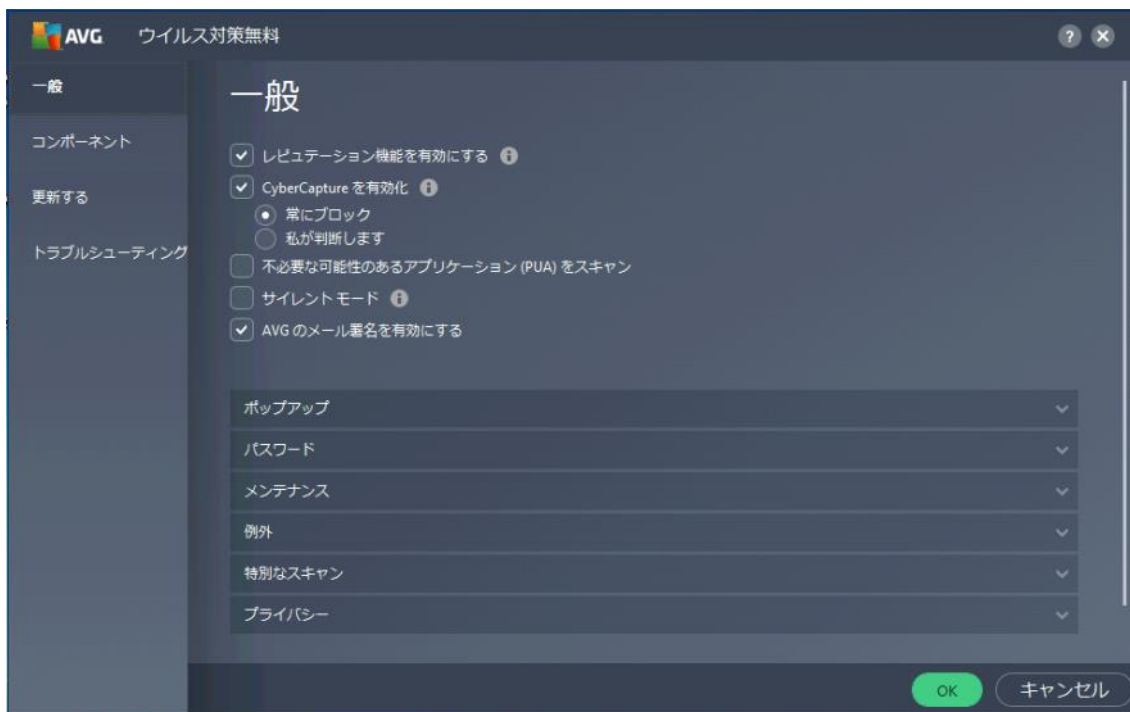 AVG ウイルス対策無料
一般
コンポーネント
更新する
トラブルシューティング
一般
レピュテーション機能を有効にする
CyberCapture を有効化
常にブロック
私が判断します
不必要な可能性のあるアプリケーション (PUA) をスキャン
サイレントモード
AVG のメール署名を有効にする
ポップアップ
パスワード
メンテナンス
例外
特別なスキャン
プライバシー
OK キャンセル